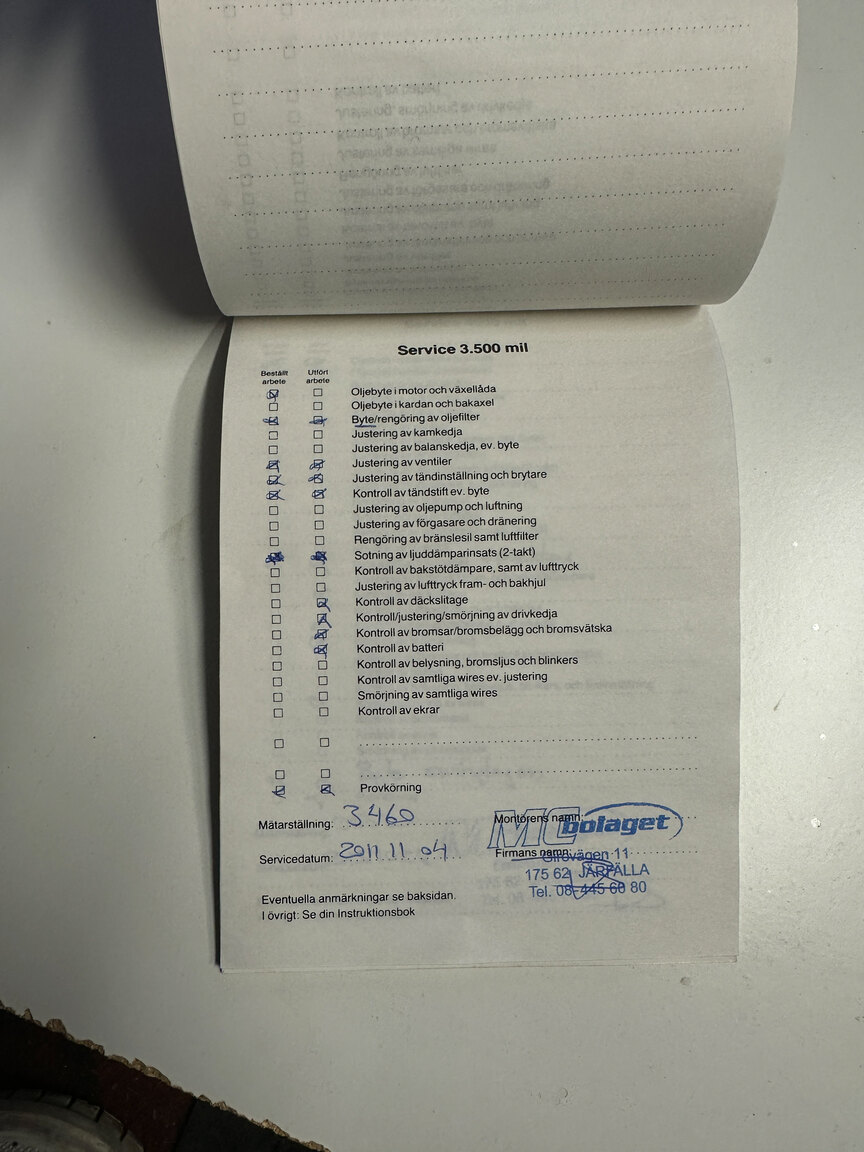 Service 3.500 mil
Beställt arbete
Utfört arbete
Oljebyte i motor och växellåda
Oljebyte i kardan och bakaxel
Byte/rengöring av oljefilter
Justering av kamkedja
Justering av balanskedja, ev. byte
Justering av ventiler
Justering av tändinställning och brytare
Kontroll av tändstift ev. byte
Justering av oljepump och luftning
Justering av förgasare och dränering
Rengöring av bränslesil samt luftfilter
Sotning av ljuddämparinsats (2-takt)
Kontroll av bakstötdämpare, samt av lufttryck
Justering av lufttryck fram- och bakhjul
Kontroll av däckslitage
Kontroll/justering/smörjning av drivkedja
Kontroll av bromsar/bromsbelägg och bromsvätska
Kontroll av batteri
Kontroll av belysning, bromsljus och blinkers
Kontroll av samtliga wires ev. justering
Smörjning av samtliga wires
Kontroll av ekrar
Provkörning
Mätarställning: 3460
Montörens namn:
MC bolaget
Servicedatum: 2011 11 04
Firmans namn:
11
175 62 JÄRFÄLLA
Tel. 08-445 60 80
Eventuella anmärkningar se baksidan.
I övrigt: Se din Instruktionsbok